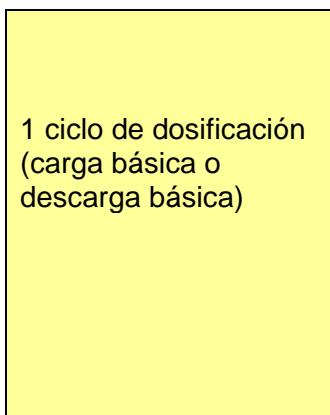 1 ciclo de dosificación
(carga básica o
descarga básica)